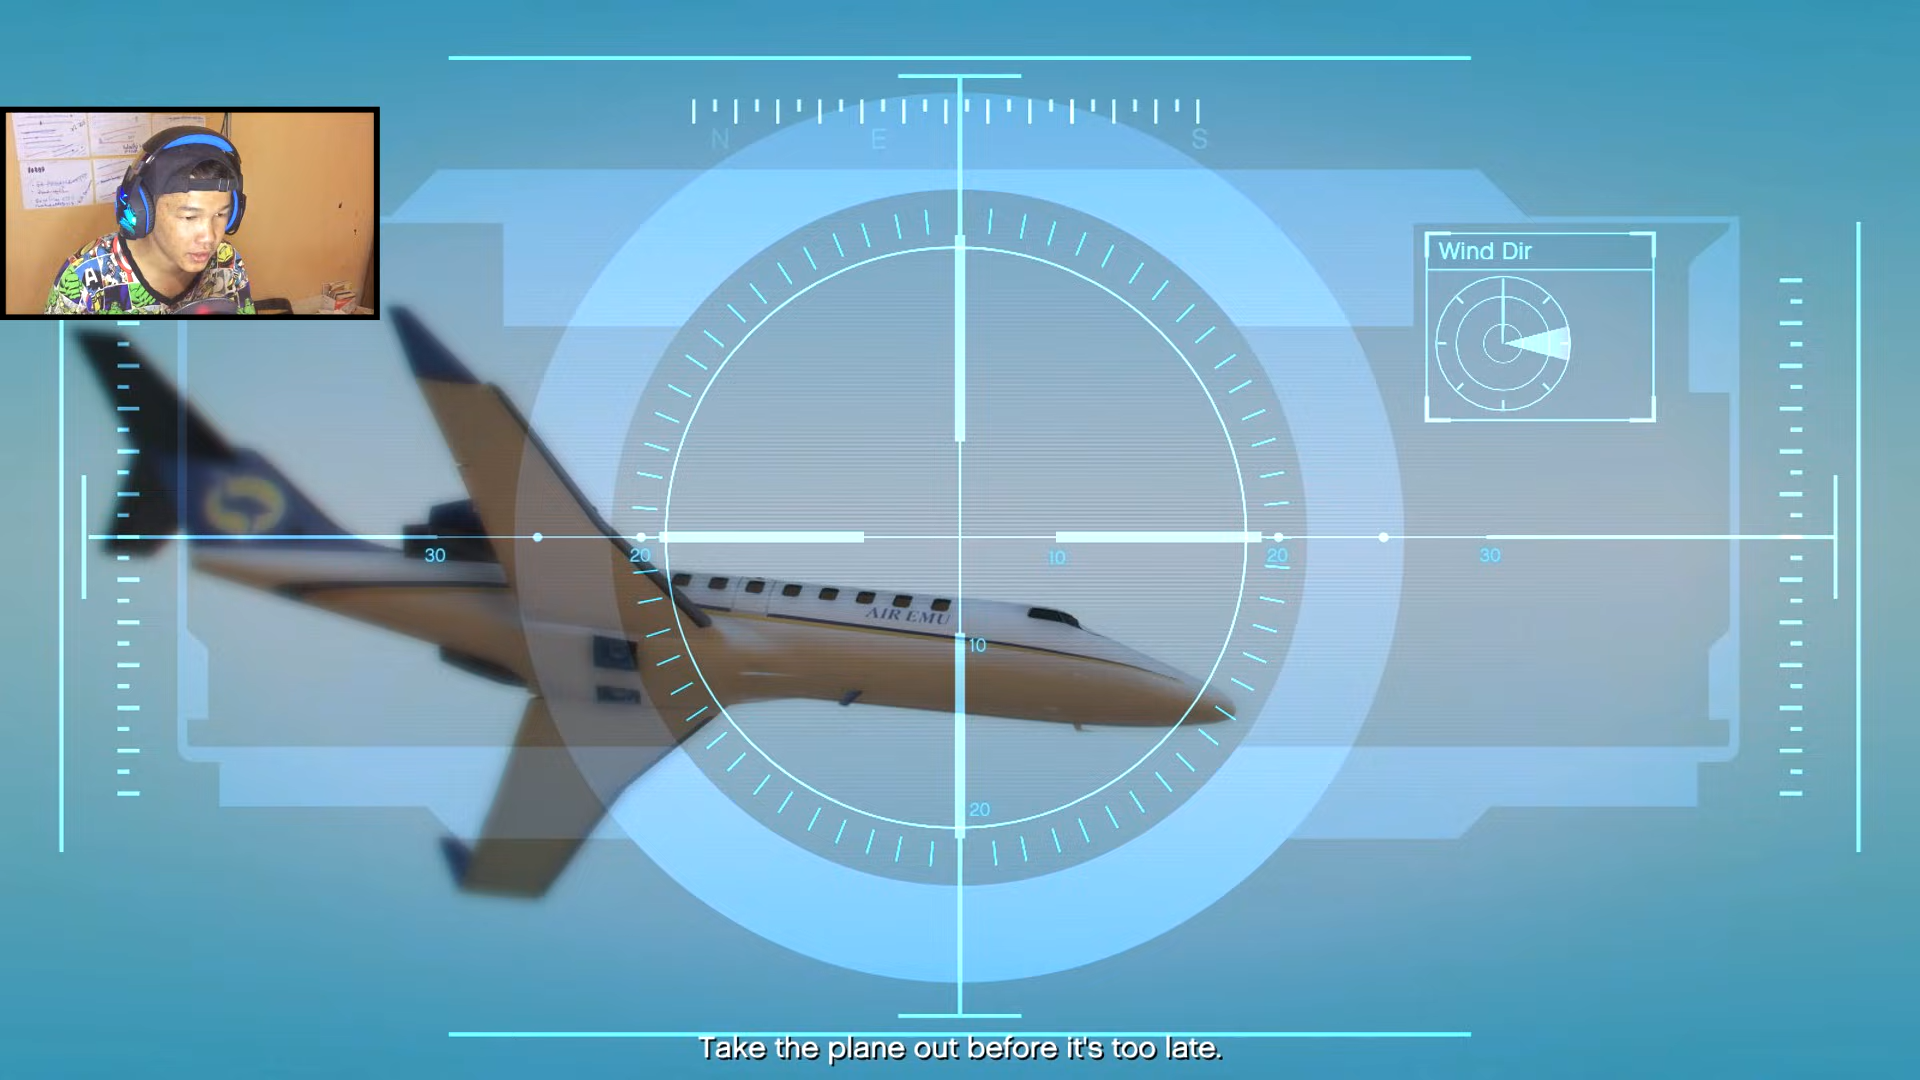 N E S
Wind Dir
30 20 10 20 30
AIR EMU
10
20
Take the plane out before it's too late.